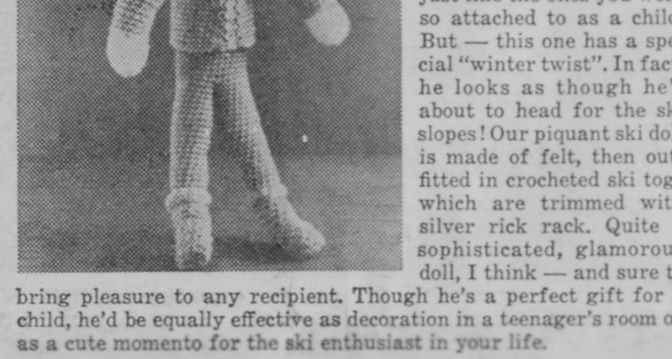 so attached to as a chil
But — this one has a spe
cial "winter twist". In fac
he looks as though he'
about to head for the sk
slopes! Our piquant ski do
is made of felt, then out
fitted in crocheted ski tog
which are trimmed wit
silver rick rack. Quite
sophisticated, glamorou
doll, I think — and sure t
bring pleasure to any recipient. Though he's a perfect gift for
child, he'd be equally effective as decoration in a teenager's room o
as a cute momento for the ski enthusiast in your life.